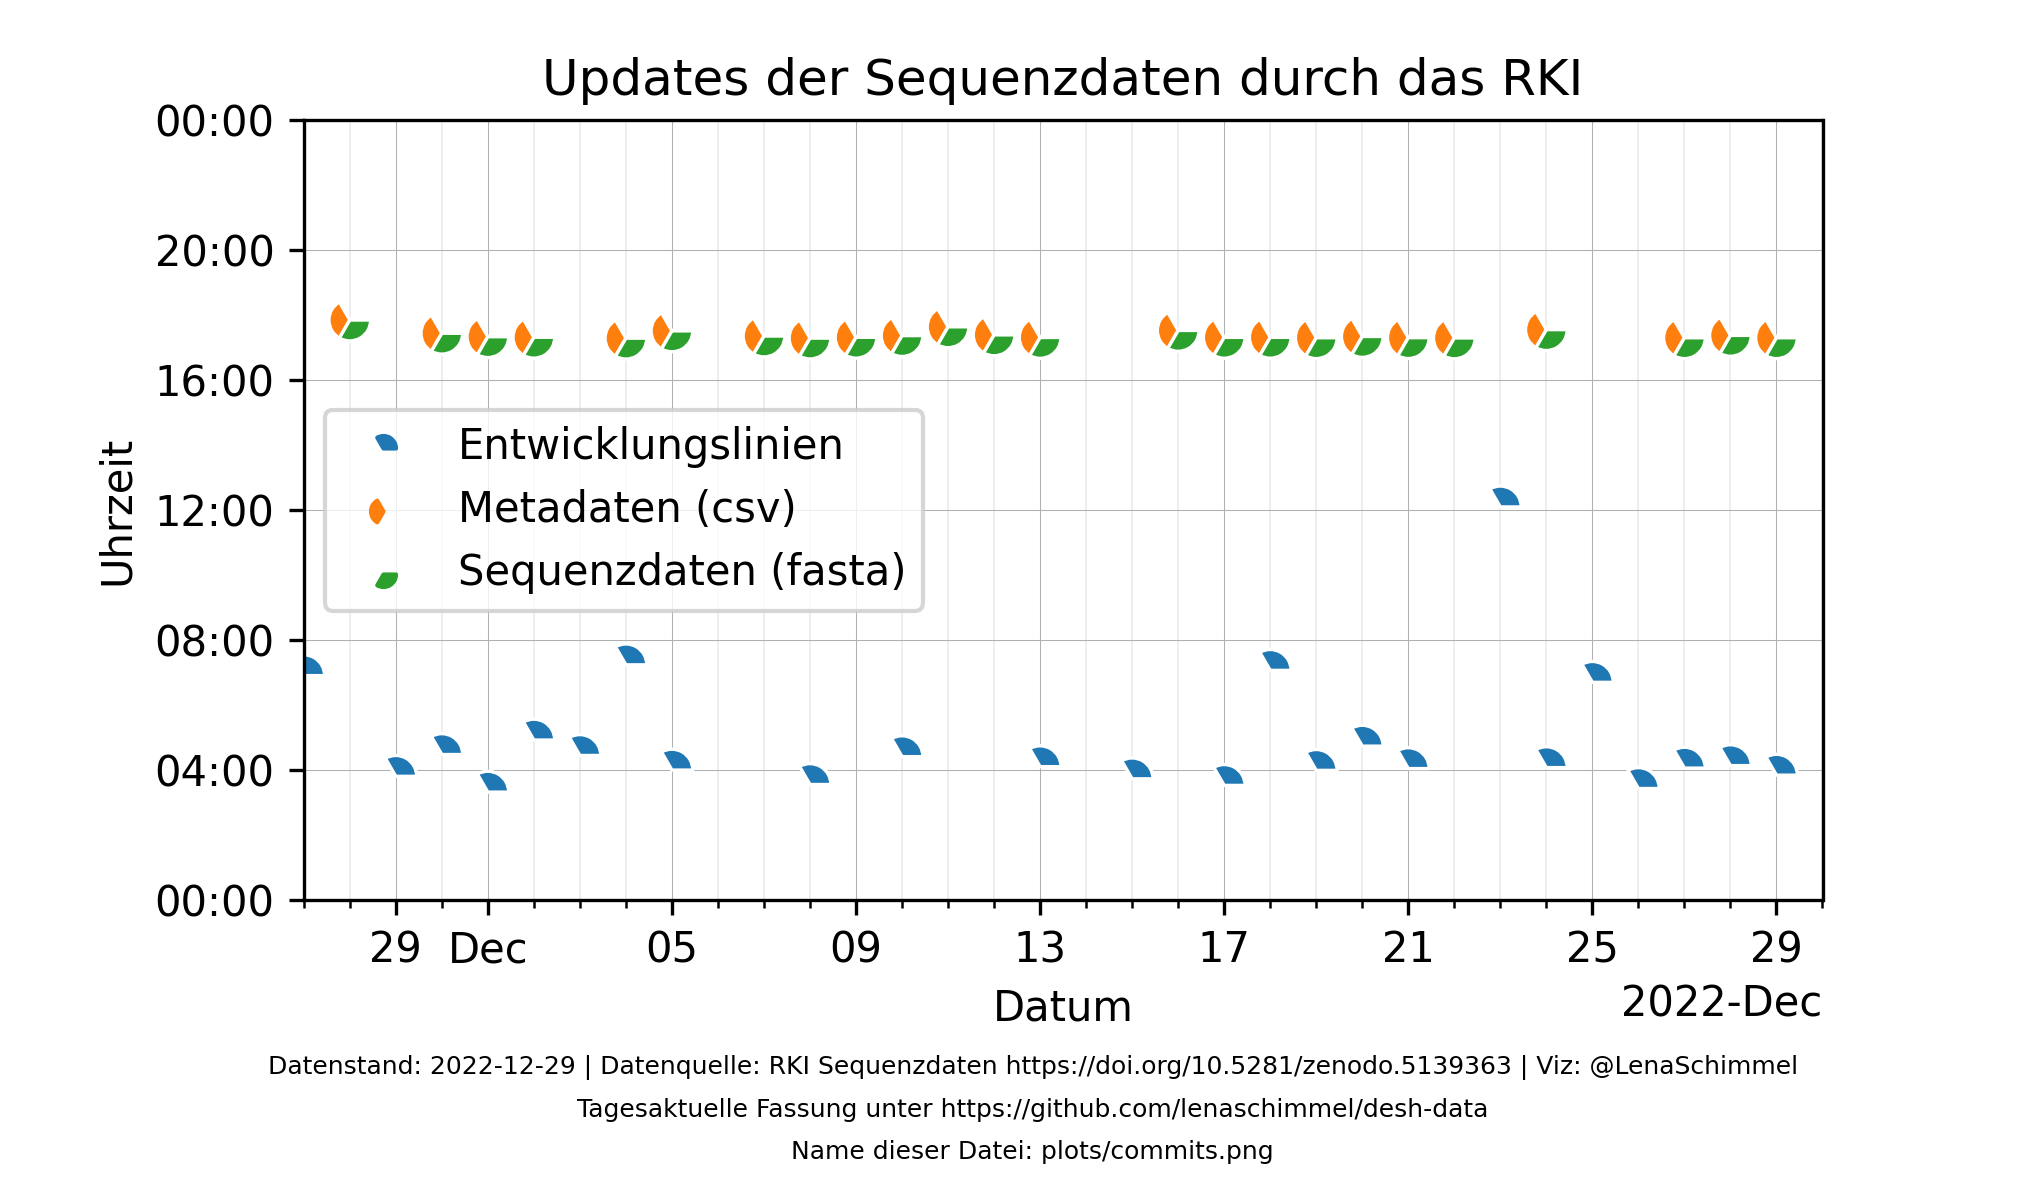 Updates der Sequenzdaten durch das RKI
00:00
20:00
16:00
12:00
08:00
04:00
00:00
Uhrzeit
Entwicklungslinien
Metadaten (csv)
Sequenzdaten (fasta)
29 Dec 05 09 13 17 21 25 29
2022-Dec
Datum
Datenstand: 2022-12-29 | Datenquelle: RKI Sequenzdaten https://doi.org/10.5281/zenodo.5139363 | Viz: @LenaSchimmel
Tagesaktuelle Fassung unter https://github.com/lenaschimmel/desh-data
Name dieser Datei: plots/commits.png